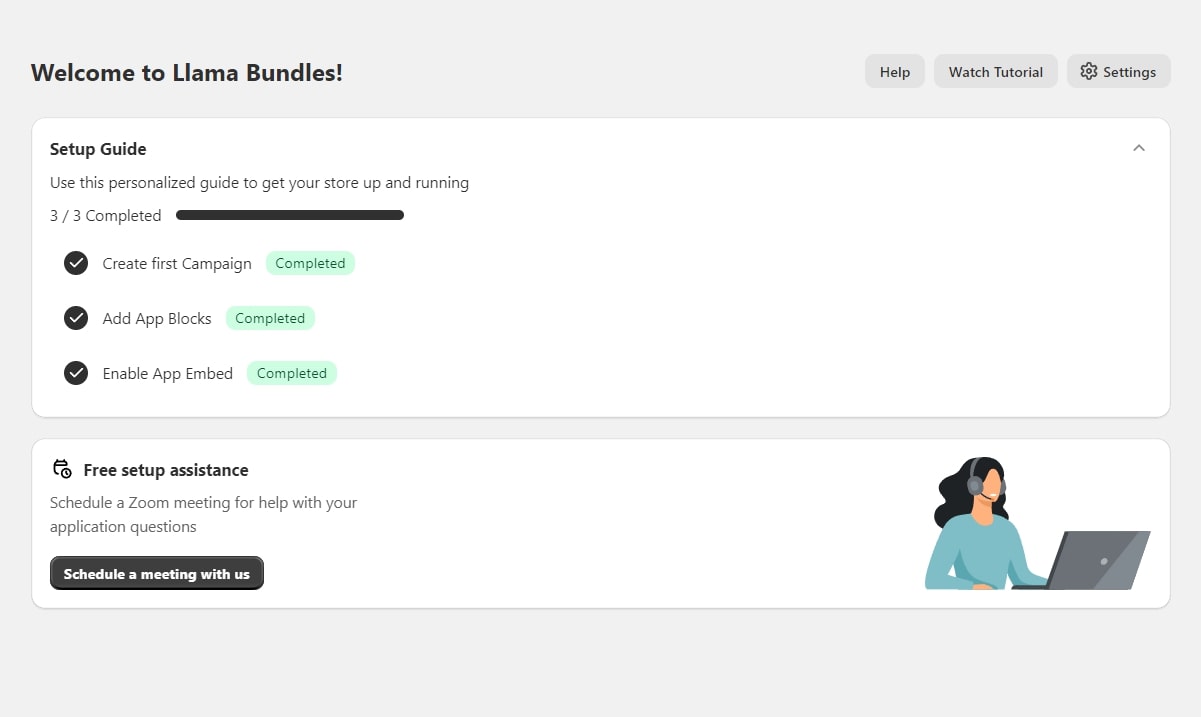 Welcome to Llama Bundles!
Help
Watch Tutorial
Settings
Setup Guide
Use this personalized guide to get your store up and running
3 / 3 Completed
Create first Campaign Completed
Add App Blocks Completed
Enable App Embed Completed
Free setup assistance
Schedule a Zoom meeting for help with your
application questions
Schedule a meeting with us